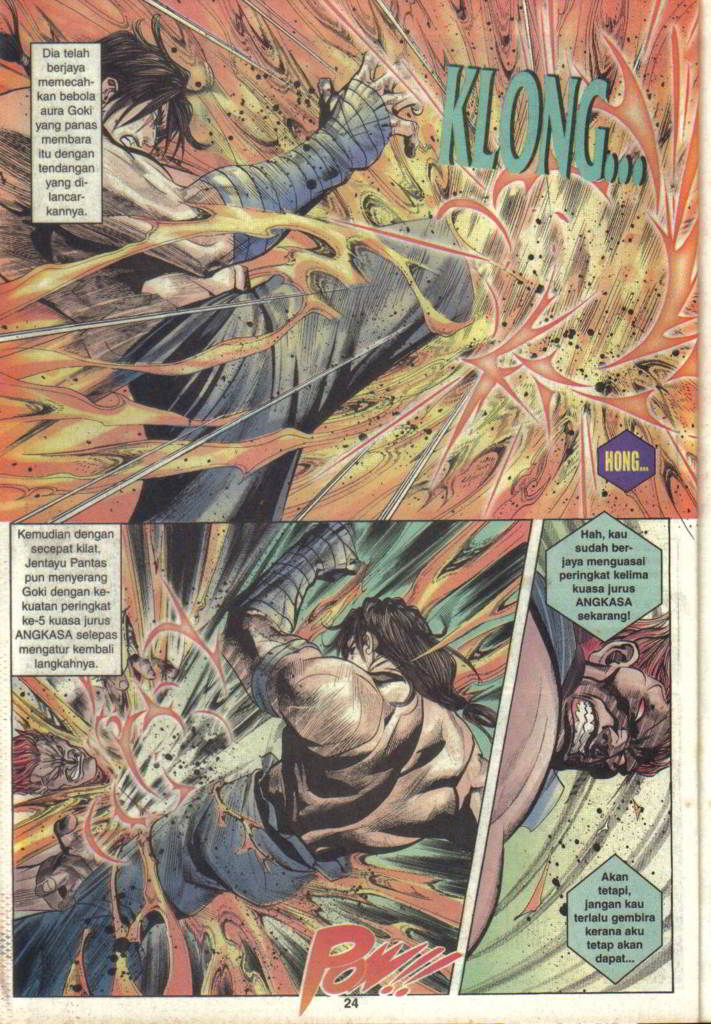 Dia telah
berjaya
memecah-
kan bebola
aura Goki
yang panas
membara
itu dengan
tendangan
yang di-
lancar-
kannya.
KLONG...
HONG...
Kemudian dengan
secepat kilat,
Jentayu Pantas
pun menyerang
Goki dengan ke-
kuatan peringkat
ke-5 kuasa jurus
ANGKASA selepas
mengatur kembali
langkahnya.
Hah, kau
sudah ber-
jaya menguasai
peringkat kelima
kuasa jurus
ANGKASA
sekarang!
Akan
tetapi,
jangan kau
terlalu gembira
kerana aku
tetap akan
dapat...
POW!!!
24